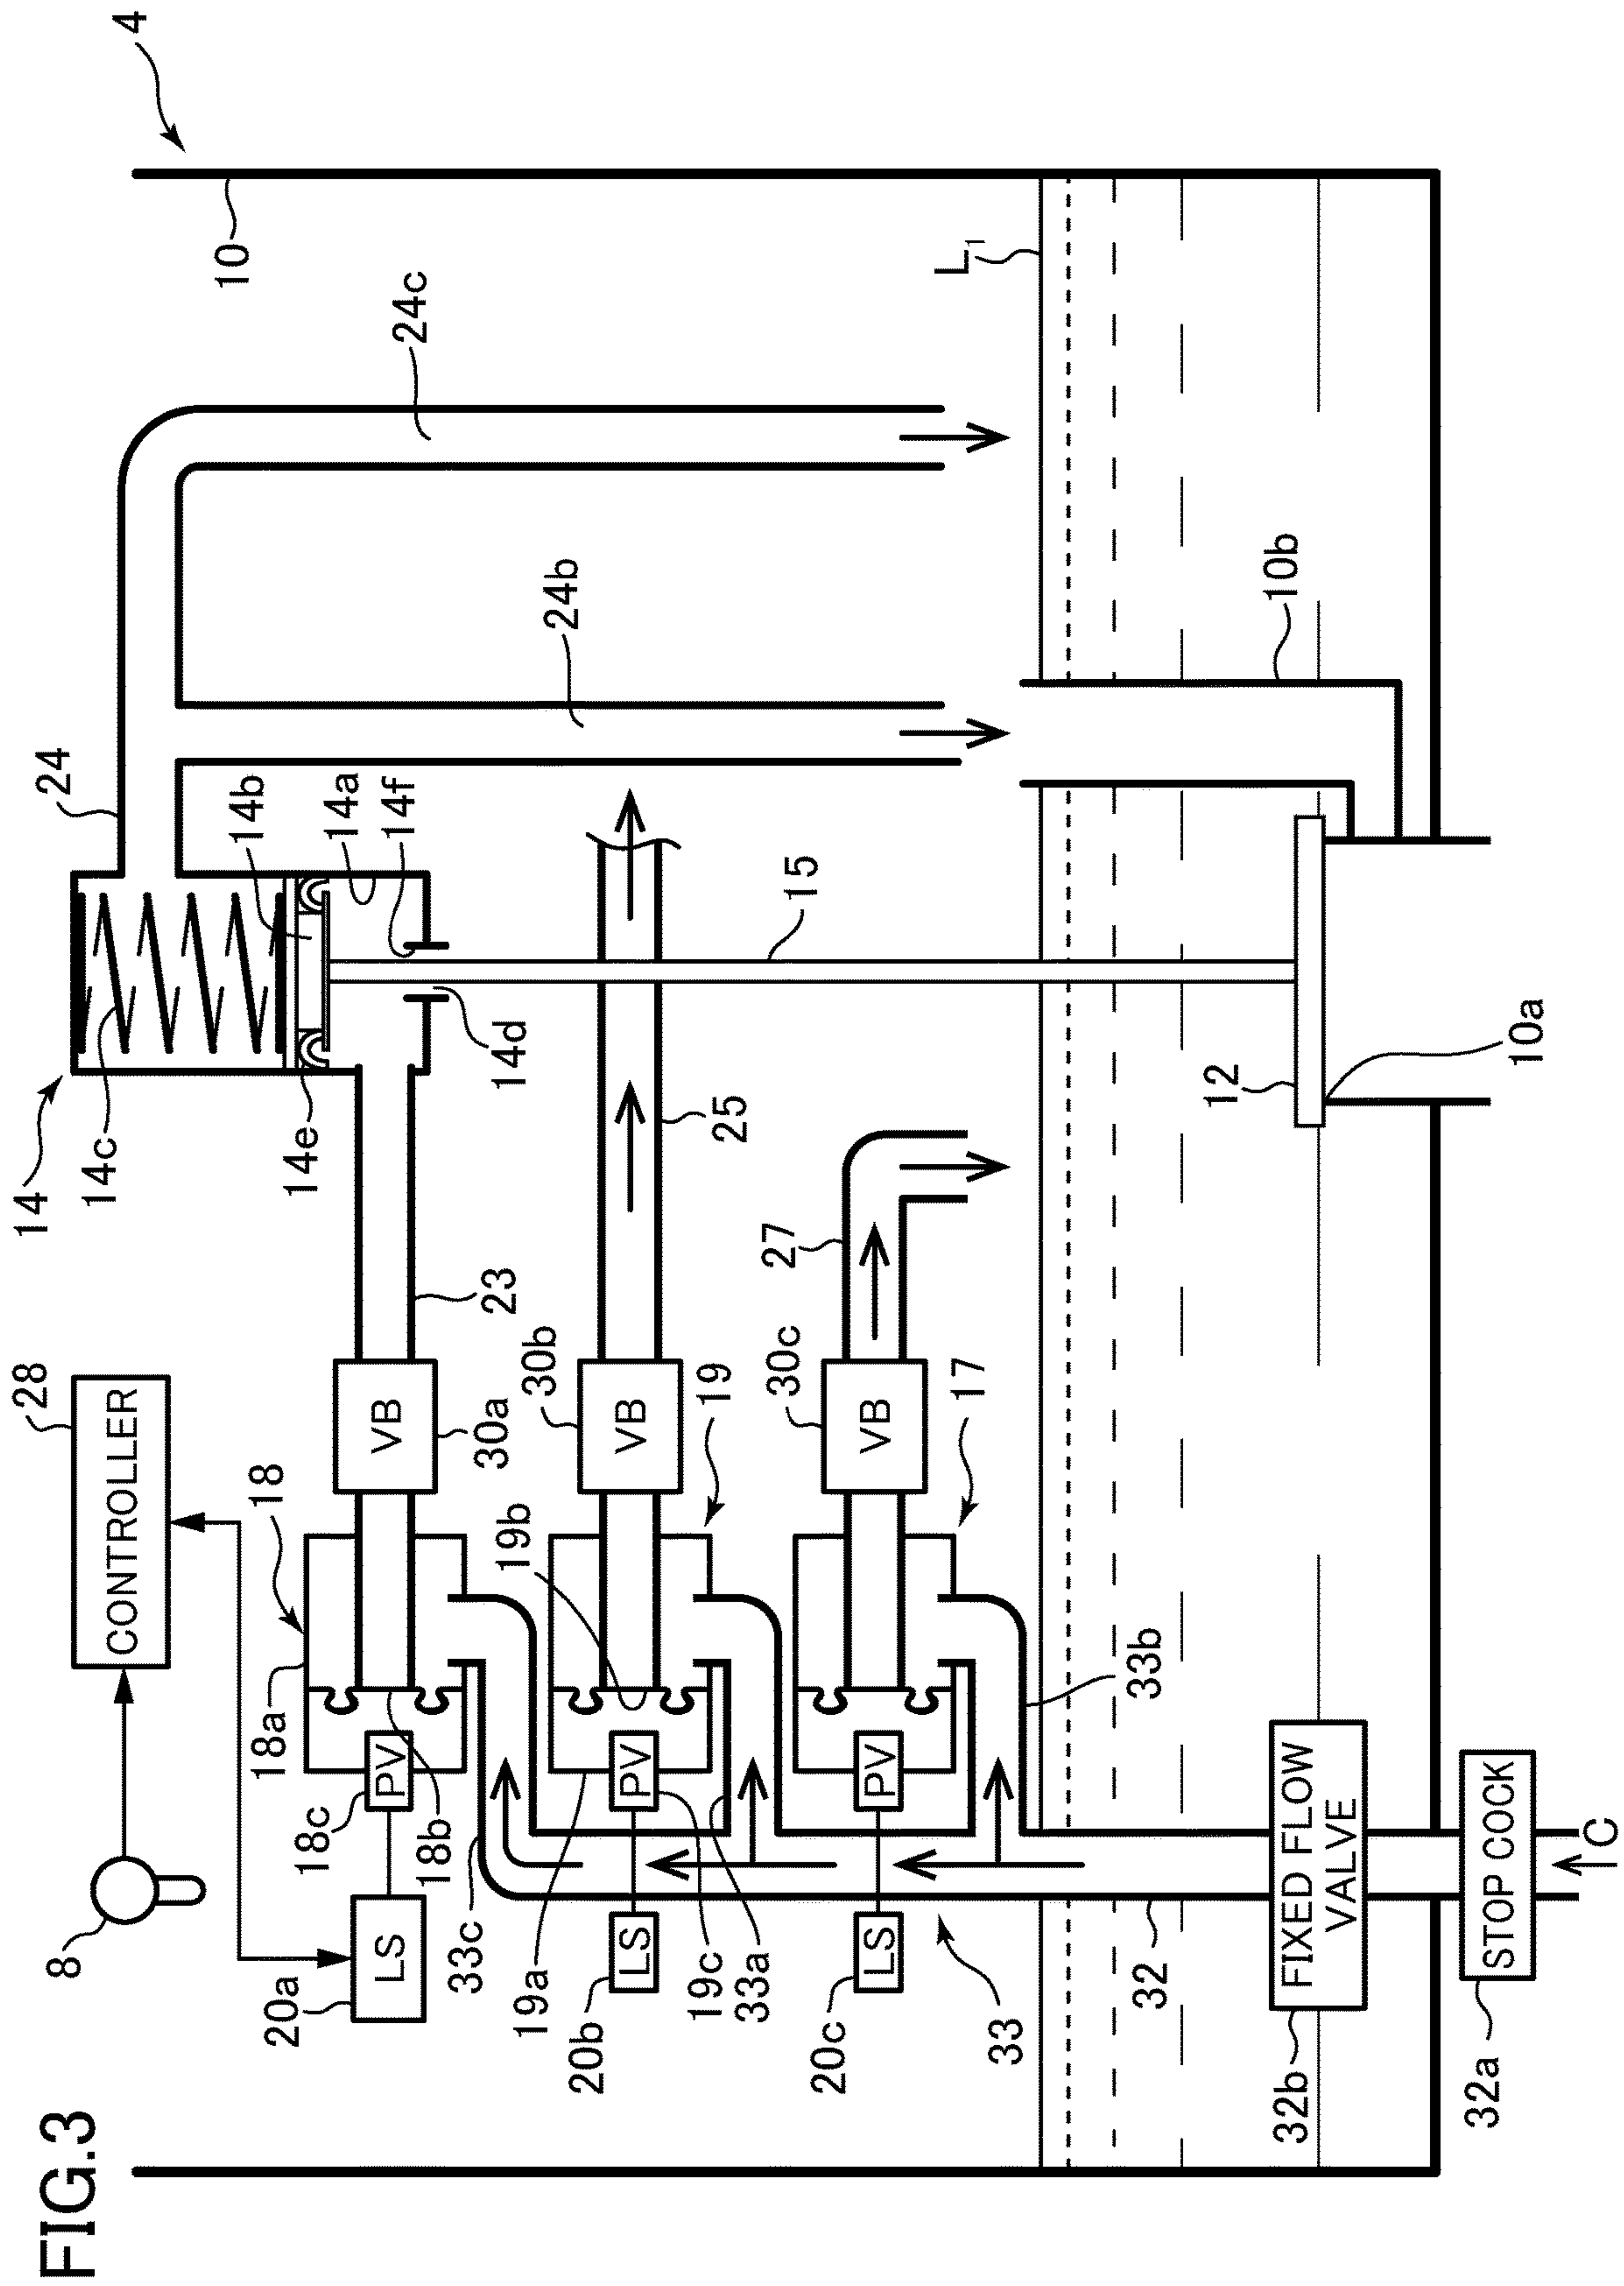 FIG.3
4
10
24c
L1
24b
10b
24
14b
14a
14f
15
14
14c
14e
14d
12
10a
25
27
23
28
CONTROLLER
8
18
18a
18c
PV
18b
VB
30a
20a
LS
33c
30b
VB
19
19b
19a
PV
19c
33a
20b
LS
30c
VB
17
PV
20c
LS
33b
33
32
FIXED FLOW
VALVE
32b
STOP COCK
32a
C